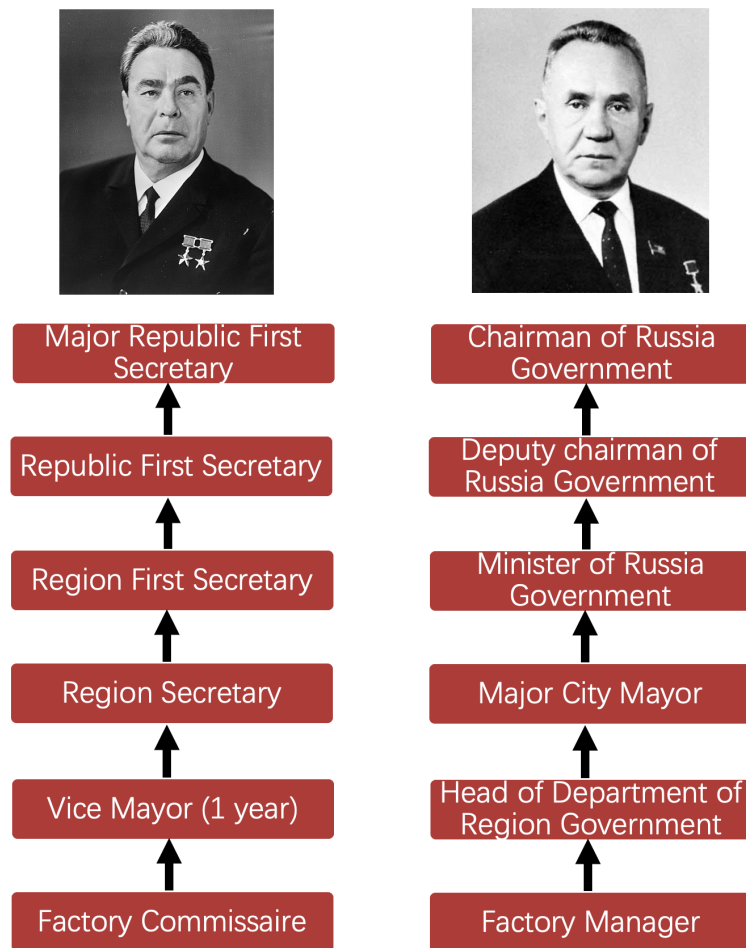 Major Republic First
Secretary
Republic First Secretary
Region First Secretary
Region Secretary
Vice Mayor (1 year)
Factory Commissaire
Chairman of Russia
Government
Deputy chairman of
Russia Government
Minister of Russia
Government
Major City Mayor
Head of Department of
Region Government
Factory Manager